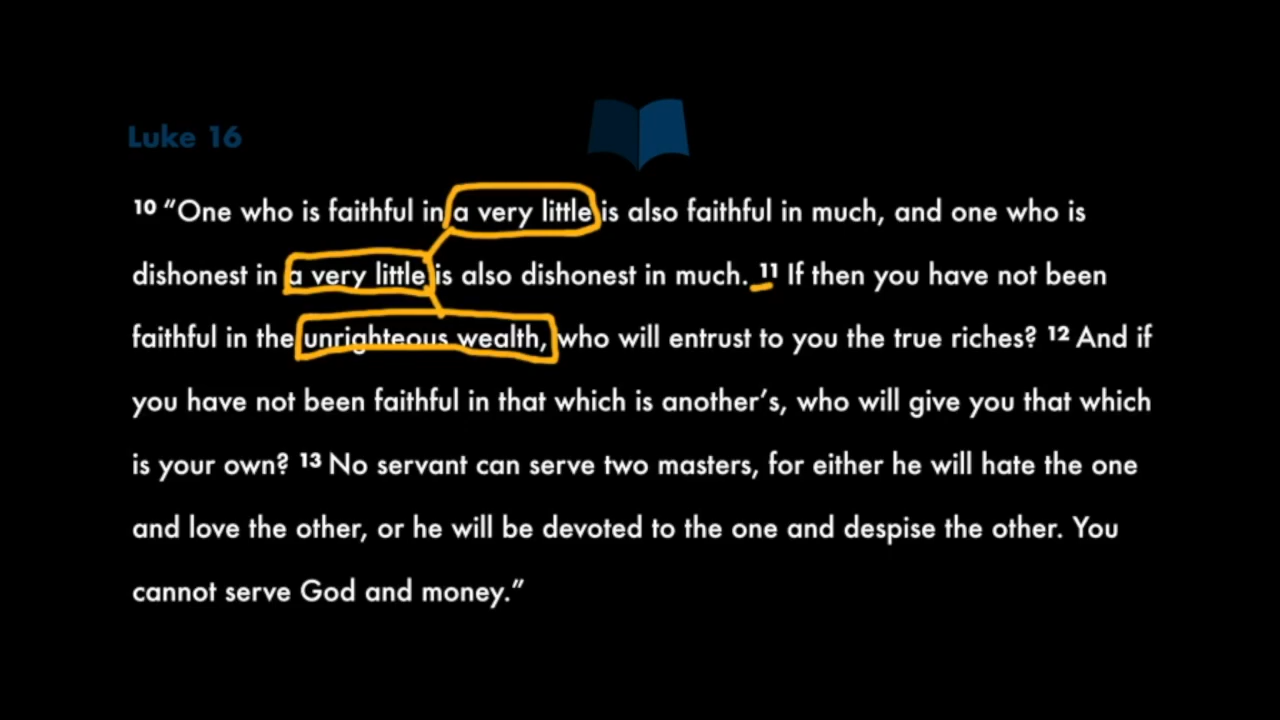 Luke 16
10 “One who is faithful in a very little is also faithful in much, and one who is
dishonest in a very little is also dishonest in much. 11 If then you have not been
faithful in the unrighteous wealth, who will entrust to you the true riches? 12 And if
you have not been faithful in that which is another’s, who will give you that which
is your own? 13 No servant can serve two masters, for either he will hate the one
and love the other, or he will be devoted to the one and despise the other. You
cannot serve God and money.”